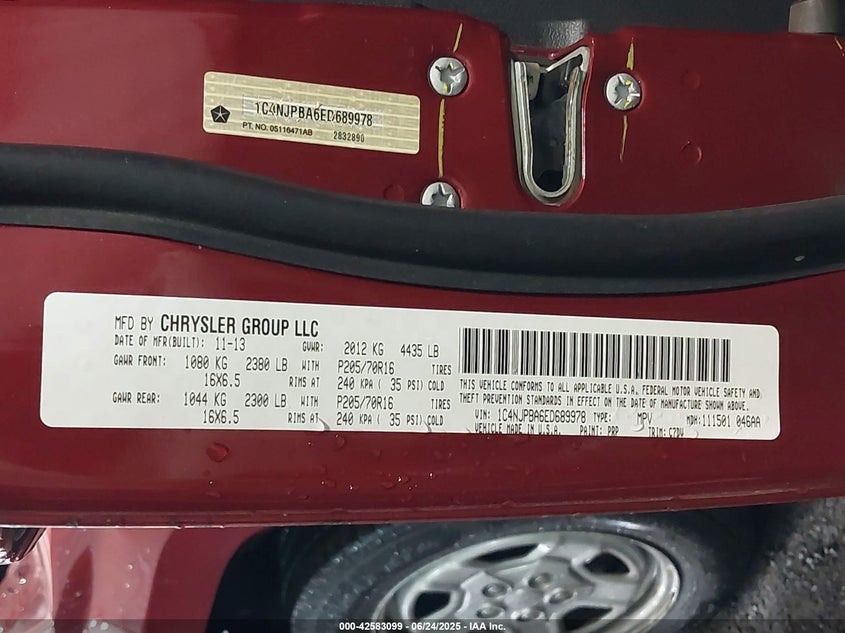 1C4NJPBA6ED689978
PT. NO. 05116471AB 2832890
MFD BY CHRYSLER GROUP LLC
DATE OF MFR(BUILT): 11-13 GVWR: 2012 KG 4435 LB
GAWR FRONT: 1080 KG 2380 LB WITH P205/70R16 TIRES
16X6.5 RIMS AT 240 KPA ( 35 PSI) COLD
GAWR REAR: 1044 KG 2300 LB WITH P205/70R16 TIRES
16X6.5 RIMS AT 240 KPA ( 35 PSI) COLD
THIS VEHICLE CONFORMS TO ALL APPLICABLE U.S.A. FEDERAL MOTOR VEHICLE SAFETY AND
THEFT PREVENTION STANDARDS IN EFFECT ON THE DATE OF MANUFACTURE SHOWN ABOVE.
VIN: 1C4NJPBA6ED689978 TYPE: MPV MDH: 111501 046AA
VEHICLE MADE IN U.S.A. PAINT: PRP TRIM: C7DV
000-42583099 - 06/24/2025 - IAA Inc.